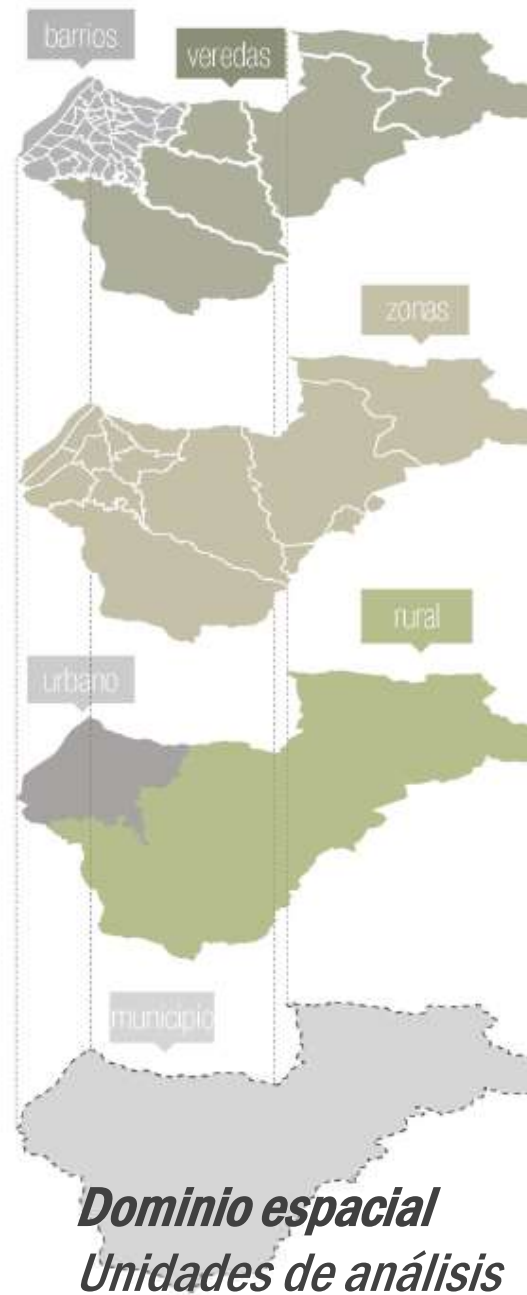 barrios
veredas
zonas
rural
urbano
municipio
Dominio espacial
Unidades de análisis